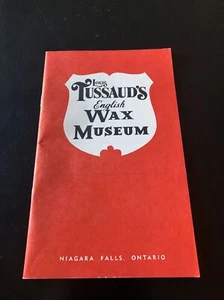 Louis
TUSSAUD'S
English
WAX
MUSEUM
NIAGARA FALLS, ONTARIO